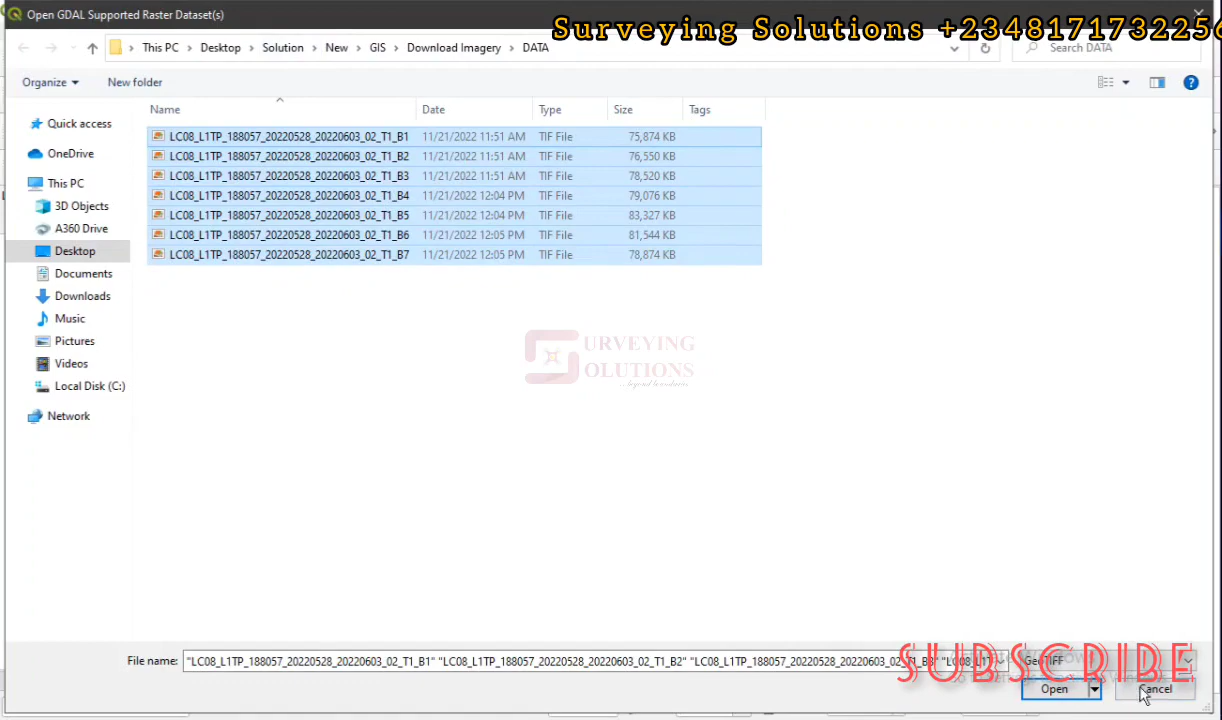 Open GDAL Supported Raster Dataset(s)
Surveying Solutions +2348171732256
This PC > Desktop > Solution > New > GIS > Download Imagery > DATA
Search DATA
Organize
New folder
Name Date Type Size Tags
Quick access
OneDrive
This PC
3D Objects
A360 Drive
Desktop
Documents
Downloads
Music
Pictures
Videos
Local Disk (C:)
Network
LC08_L1TP_188057_20220528_20220603_02_T1_B1 11/21/2022 11:51 AM TIF File 75,874 KB
LC08_L1TP_188057_20220528_20220603_02_T1_B2 11/21/2022 11:51 AM TIF File 76,550 KB
LC08_L1TP_188057_20220528_20220603_02_T1_B3 11/21/2022 11:51 AM TIF File 78,520 KB
LC08_L1TP_188057_20220528_20220603_02_T1_B4 11/21/2022 12:04 PM TIF File 79,076 KB
LC08_L1TP_188057_20220528_20220603_02_T1_B5 11/21/2022 12:04 PM TIF File 83,327 KB
LC08_L1TP_188057_20220528_20220603_02_T1_B6 11/21/2022 12:05 PM TIF File 81,544 KB
LC08_L1TP_188057_20220528_20220603_02_T1_B7 11/21/2022 12:05 PM TIF File 78,874 KB
SURVEYING
SOLUTIONS
...beyond boundaries
File name: "LC08_L1TP_188057_20220528_20220603_02_T1_B1" "LC08_L1TP_188057_20220528_20220603_02_T1_B2" "LC08_L1TP_188057_20220528_20220603_02_T1_B3"
GeoTIFF
SUBSCRIBE
Open
Cancel